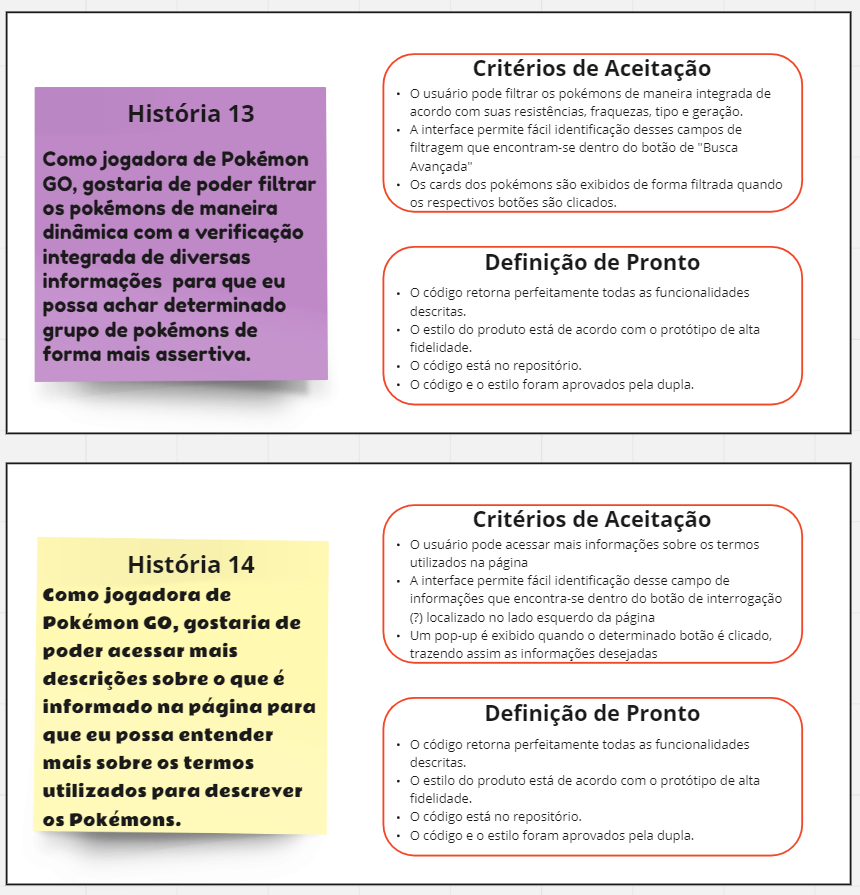 História 13
Como jogadora de Pokémon
GO, gostaria de poder filtrar
os pokémons de maneira
dinâmica com a verificação
integrada de diversas
informações para que eu
possa achar determinado
grupo de pokémons de
forma mais assertiva.
Critérios de Aceitação
• O usuário pode filtrar os pokémons de maneira integrada de
acordo com suas resistências, fraquezas, tipo e geração.
• A interface permite fácil identificação desses campos de
filtragem que encontram-se dentro do botão de "Busca
Avançada"
• Os cards dos pokémons são exibidos de forma filtrada quando
os respectivos botões são clicados.
Definição de Pronto
• O código retorna perfeitamente todas as funcionalidades
descritas.
• O estilo do produto está de acordo com o protótipo de alta
fidelidade.
• O código está no repositório.
• O código e o estilo foram aprovados pela dupla.
História 14
Como jogadora de
Pokémon GO, gostaria de
poder acessar mais
descrições sobre o que é
informado na página para
que eu possa entender
mais sobre os termos
utilizados para descrever
os Pokémons.
Critérios de Aceitação
• O usuário pode acessar mais informações sobre os termos
utilizados na página
• A interface permite fácil identificação desse campo de
informações que encontra-se dentro do botão de interrogação
(?) localizado no lado esquerdo da página
• Um pop-up é exibido quando o determinado botão é clicado,
trazendo assim as informações desejadas
Definição de Pronto
• O código retorna perfeitamente todas as funcionalidades
descritas.
• O estilo do produto está de acordo com o protótipo de alta
fidelidade.
• O código está no repositório.
• O código e o estilo foram aprovados pela dupla.